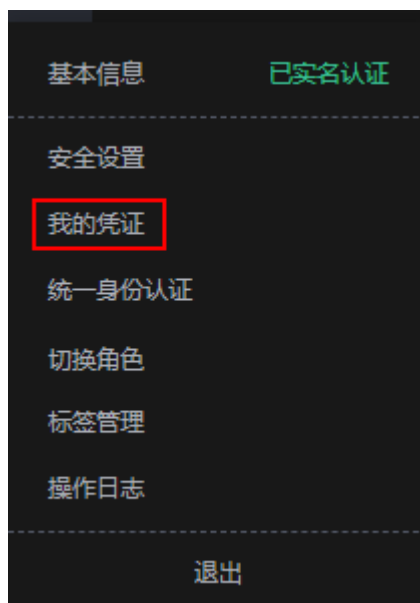 基本信息 已实名认证
安全设置
我的凭证
统一身份认证
切换角色
标签管理
操作日志
退出